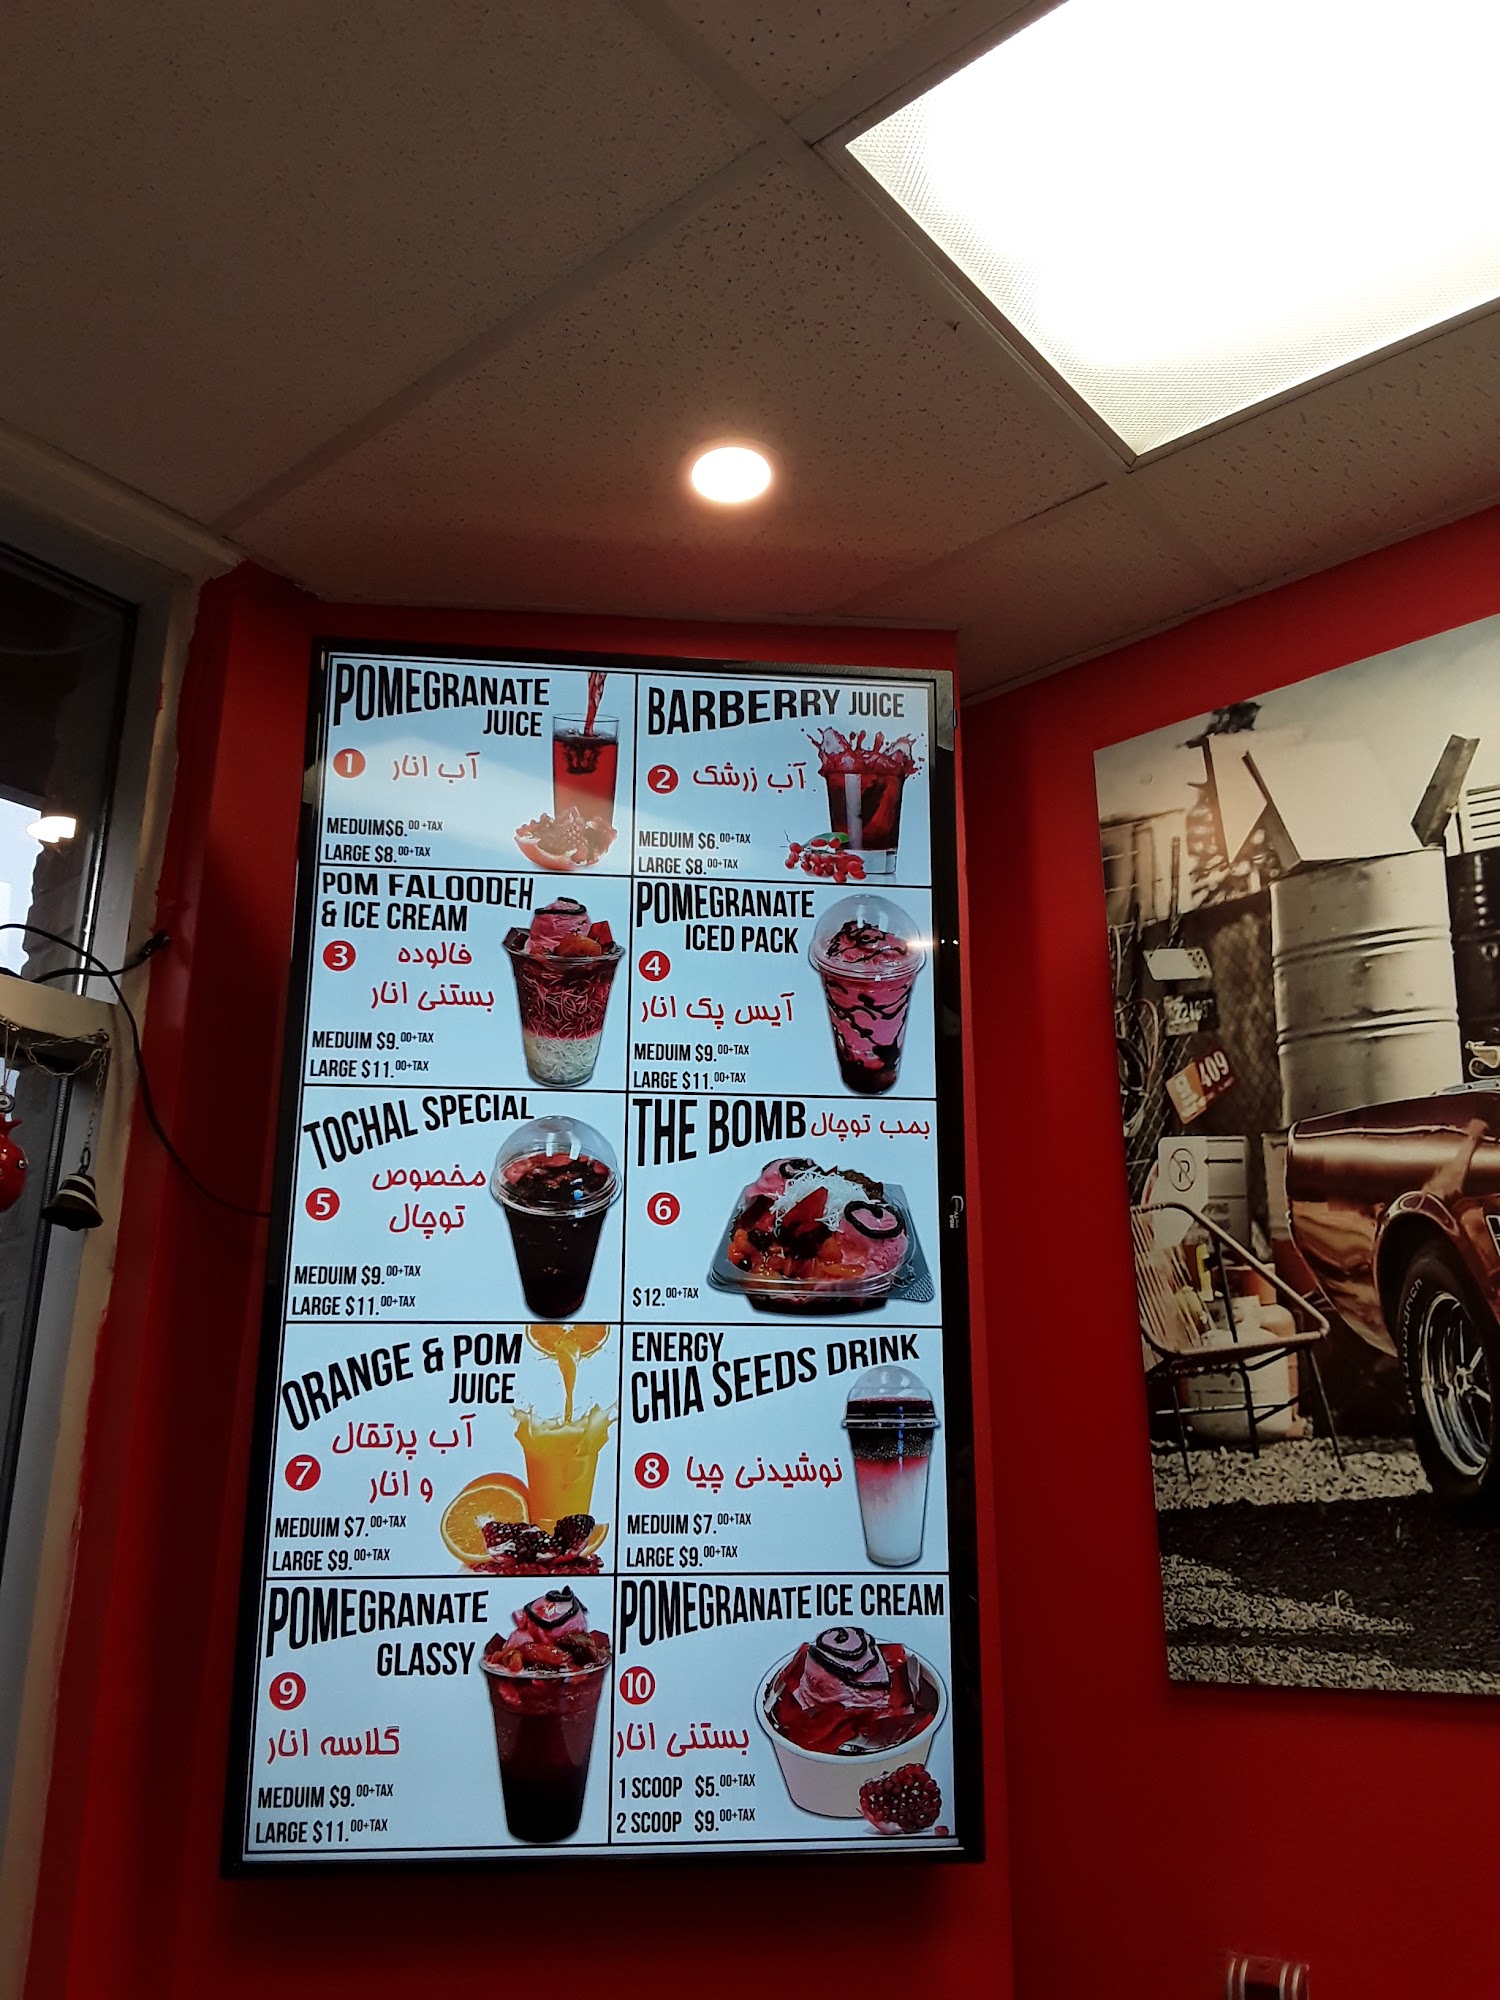 POMEGRANATE
JUICE
1 آب انار
MEDUIM$6.00+TAX
LARGE $8.00+TAX
BARBERRY JUICE
2 آب زرشک
MEDUIM $6.00+TAX
LARGE $8.00+TAX
POM FALOODEH
& ICE CREAM
3 فالوده
بستنی انار
MEDUIM $9.00+TAX
LARGE $11.00+TAX
POMEGRANATE
ICED PACK
4
آیس پک انار
MEDUIM $9.00+TAX
LARGE $11.00+TAX
TOCHAL SPECIAL
مخصوص
5 توچال
MEDUIM $9.00+TAX
LARGE $11.00+TAX
THE BOMB بمب توچال
6
$12.00+TAX
ORANGE & POM
JUICE
آب پرتقال
7 و انار
MEDUIM $7.00+TAX
LARGE $9.00+TAX
ENERGY
CHIA SEEDS DRINK
8 نوشیدنی چیا
MEDUIM $7.00+TAX
LARGE $9.00+TAX
POMEGRANATE
GLASSY
9
گلاسه انار
MEDUIM $9.00+TAX
LARGE $11.00+TAX
POMEGRANATE ICE CREAM
10
بستنی انار
1 SCOOP $5.00+TAX
2 SCOOP $9.00+TAX
409